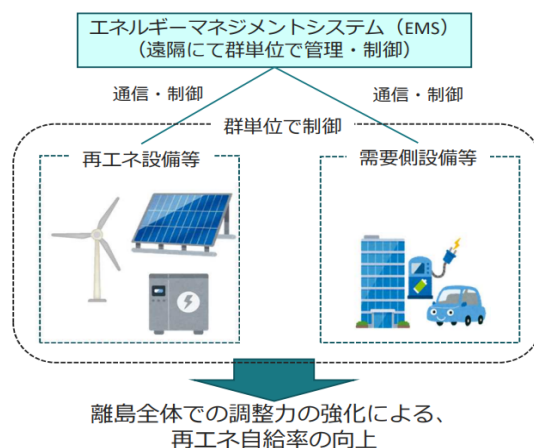 エネルギーマネジメントシステム（EMS）
（遠隔にて群単位で管理・制御）
通信・制御
通信・制御
群単位で制御
再エネ設備等
需要側設備等
離島全体での調整力の強化による、
再エネ自給率の向上